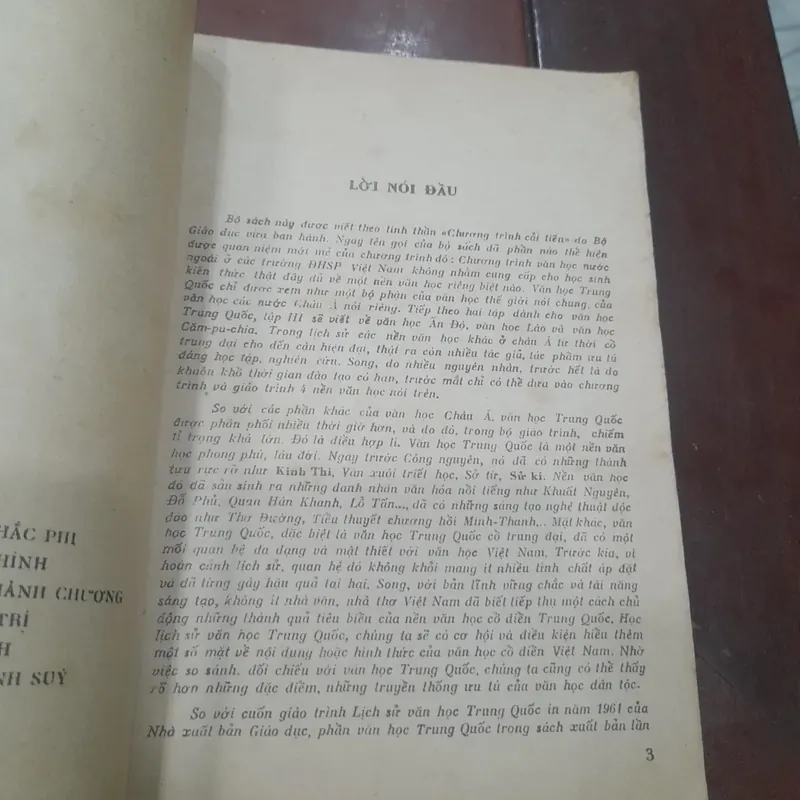 HẮC PHI
HÌNH
HÀNH CHƯƠNG
TRỊ
H
NH SUÝ
LỜI NÓI ĐẦU
Bộ sách này được viết theo tinh thần «Chương trình cải tiến» do Bộ
Giáo dục vừa ban hành. Ngay tên gọi của bộ sách đã phần nào thể hiện
được quan niệm mới mẻ của chương trình đó: Chương trình văn học nước
ngoài ở các trường ĐHSP Việt Nam không nhằm cung cấp cho học sinh
kiến thức thật đầy đủ về một nền văn học riêng biệt nào. Văn học Trung
Quốc chỉ được xem như một bộ phận của văn học thế giới nói chung, của
văn học các nước Châu Á nói riêng. Tiếp theo hai tập dành cho văn học
Trung Quốc, tập III sẽ viết về văn học Ấn Độ, văn học Lào và văn học
Căm-pu-chia. Trong lịch sử các nền văn học khác ở châu Á từ thời cổ
trung đại cho đến cận hiện đại, thật ra còn nhiều tác giả, tác phẩm ưu tú
đáng học tập, nghiên cứu. Song, do nhiều nguyên nhân, trước hết là do
khuôn khổ thời gian đào tạo có hạn, trước mắt chỉ có thể dựa vào chương
trình và giáo trình 4 nền văn học nói trên.
So với các phần khác của văn học Châu Á, văn học Trung Quốc
được phân phối nhiều thời giờ hơn, và do đó, trong bộ giáo trình, chiếm
tỉ trọng khá lớn. Đó là điều hợp lí. Văn học Trung Quốc là một nền văn
học phong phú, lâu đời. Ngay trước Công nguyên, nó đã có những thành
tựu rực rỡ như Kinh Thi, Văn xuôi triết học, Sở từ, Sử kí. Nền văn học
đó đã sản sinh ra những danh nhân văn hóa nổi tiếng như Khuất Nguyên,
Đỗ Phủ, Quan Hán Khanh, Lỗ Tấn..., đã có những sáng tạo nghệ thuật độc
đáo như Thơ Đường, Tiểu thuyết chương hồi Minh-Thanh... Mặt khác, văn
học Trung Quốc, đặc biệt là văn học Trung Quốc cổ trung đại, đã có một
mối quan hệ đa dạng và mật thiết với văn học Việt Nam. Trước kia, vì
hoàn cảnh lịch sử, quan hệ đó không khỏi mang ít nhiều tính chất áp đặt
và đã từng gây hậu quả tai hại. Song, với bản lĩnh vững chắc và tài năng
sáng tạo, không ít nhà văn, nhà thơ Việt Nam đã biết tiếp thu một cách chủ
động những thành quả tiêu biểu của nền văn học cổ điển Trung Quốc. Học
lịch sử văn học Trung Quốc, chúng ta sẽ có cơ hội và điều kiện hiểu thêm
một số mặt về nội dung hoặc hình thức của văn học cổ điển Việt Nam. Nhờ
việc so sánh, đối chiếu với văn học Trung Quốc, chúng ta cũng có thể thấy
rõ hơn những đặc điểm, những truyền thống ưu tú của văn học dân tộc.
So với cuốn giáo trình Lịch sử văn học Trung Quốc in năm 1961 của
Nhà xuất bản Giáo dục, phần văn học Trung Quốc trong sách xuất bản lần
3